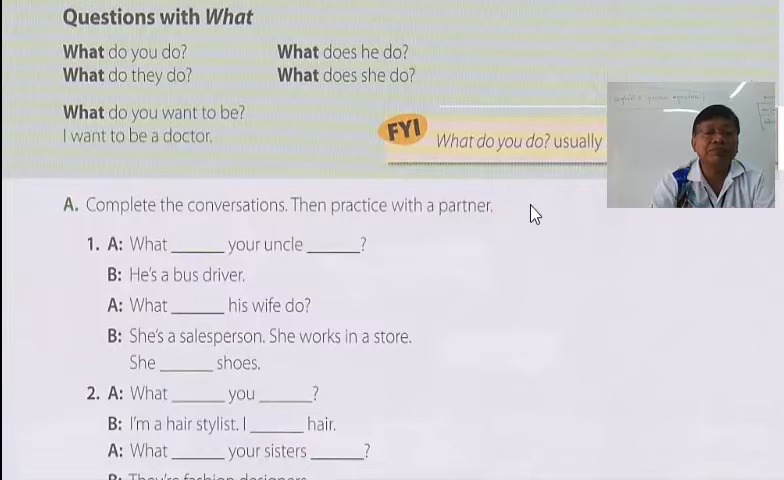 Questions with What
What do you do? What does he do?
What do they do? What does she do?
What do you want to be?
I want to be a doctor.
FYI What do you do? usually
A. Complete the conversations. Then practice with a partner.
1. A: What ______ your uncle ______?
B: He's a bus driver.
A: What ______ his wife do?
B: She's a salesperson. She works in a store.
She ______ shoes.
2. A: What ______ you ______?
B: I'm a hair stylist. I ______ hair.
A: What ______ your sisters ______?
B: They're fashion designers.